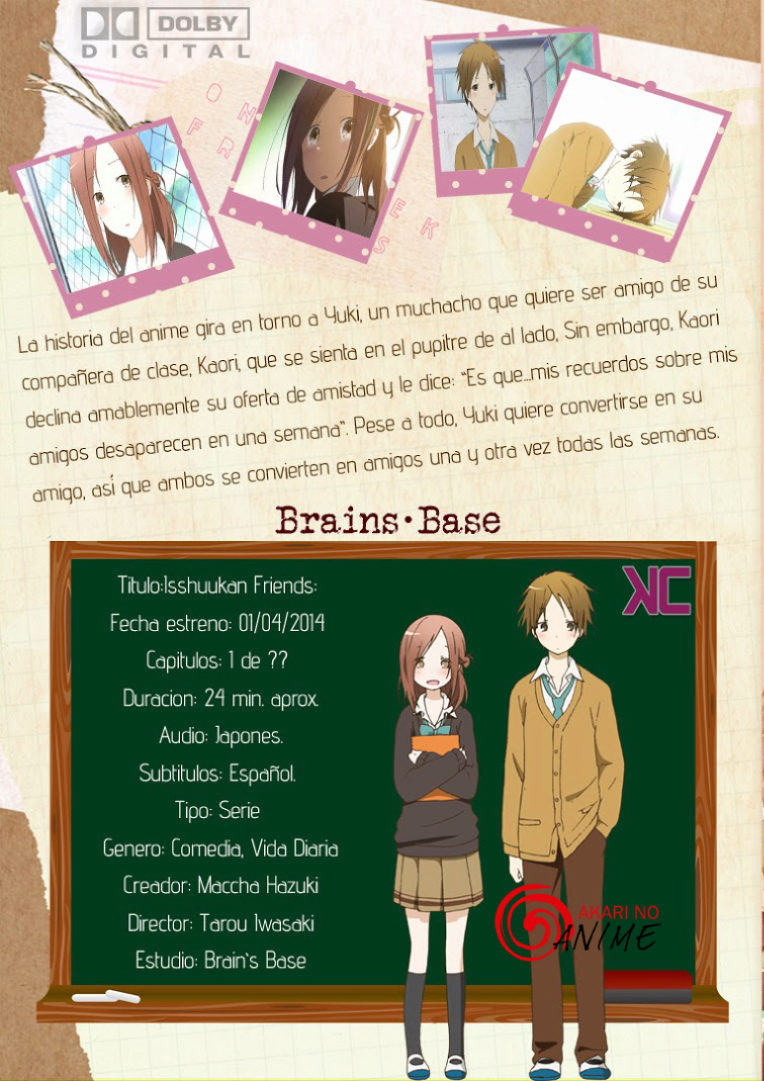 DOLBY
DIGITAL
La historia del anime gira en torno a Yuki, un muchacho que quiere ser amigo de su
compañera de clase, Kaori, que se sienta en el pupitre de al lado, Sin embargo, Kaori
declina amablemente su oferta de amistad y le dice: "Es que...mis recuerdos sobre mis
amigos desaparecen en una semana". Pese a todo, Yuki quiere convertirse en su
amigo, así que ambos se convierten en amigos una y otra vez todas las semanas.
Brains•Base
Titulo:Isshuukan Friends:
Fecha estreno: 01/04/2014
Capitulos: 1 de ??
Duracion: 24 min. aprox.
Audio: Japones.
Subtitulos: Español.
Tipo: Serie
Genero: Comedia, Vida Diaria
Creador: Maccha Hazuki
Director: Tarou Iwasaki
Estudio: Brain's Base
AKARI NO
ANIME